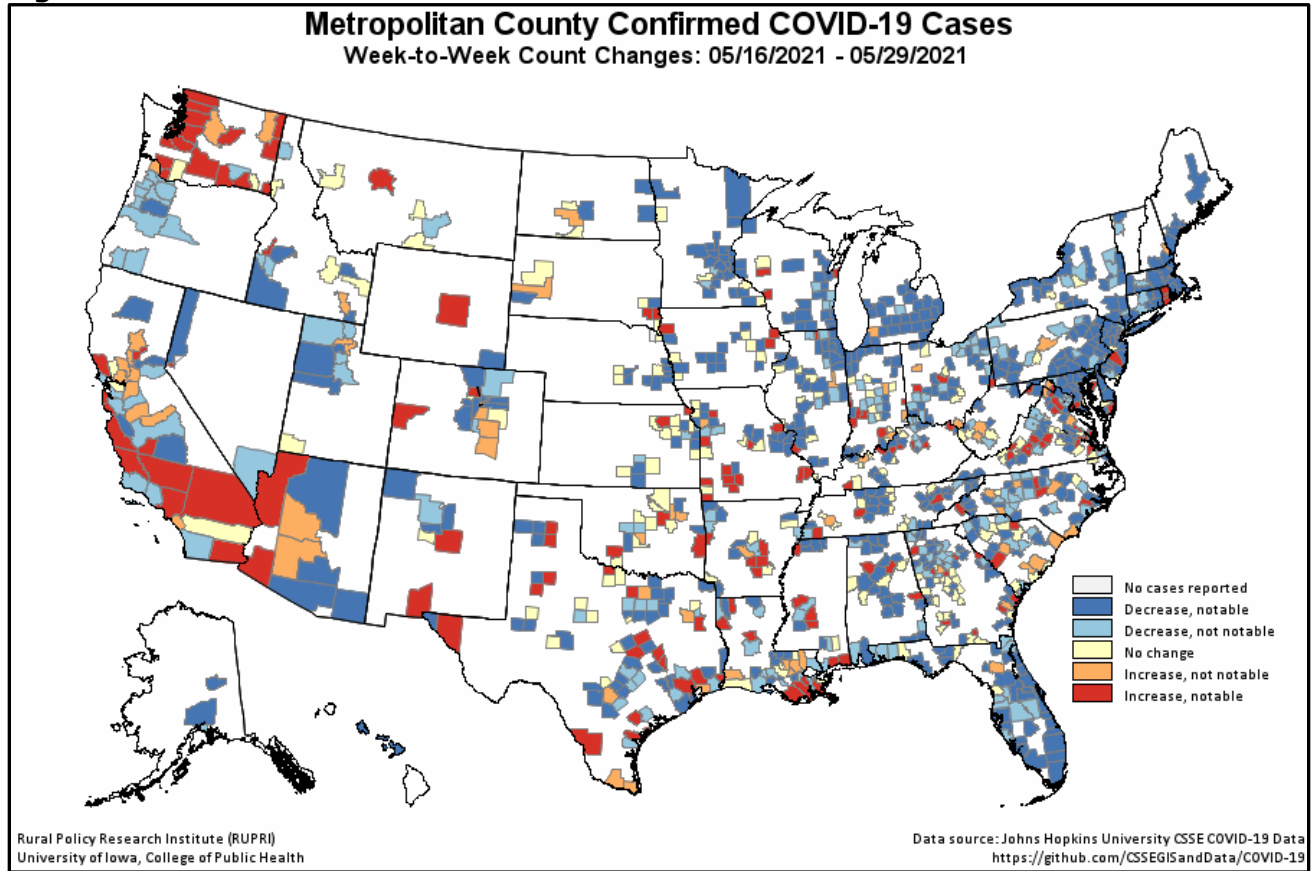 Metropolitan County Confirmed COVID-19 Cases
Week-to-Week Count Changes: 05/16/2021 - 05/29/2021
No cases reported
Decrease, notable
Decrease, not notable
No change
Increase, not notable
Increase, notable
Rural Policy Research Institute (RUPRI)
University of Iowa, College of Public Health
Data source: Johns Hopkins University CSSE COVID-19 Data
https://github.com/CSSEGISandData/COVID-19